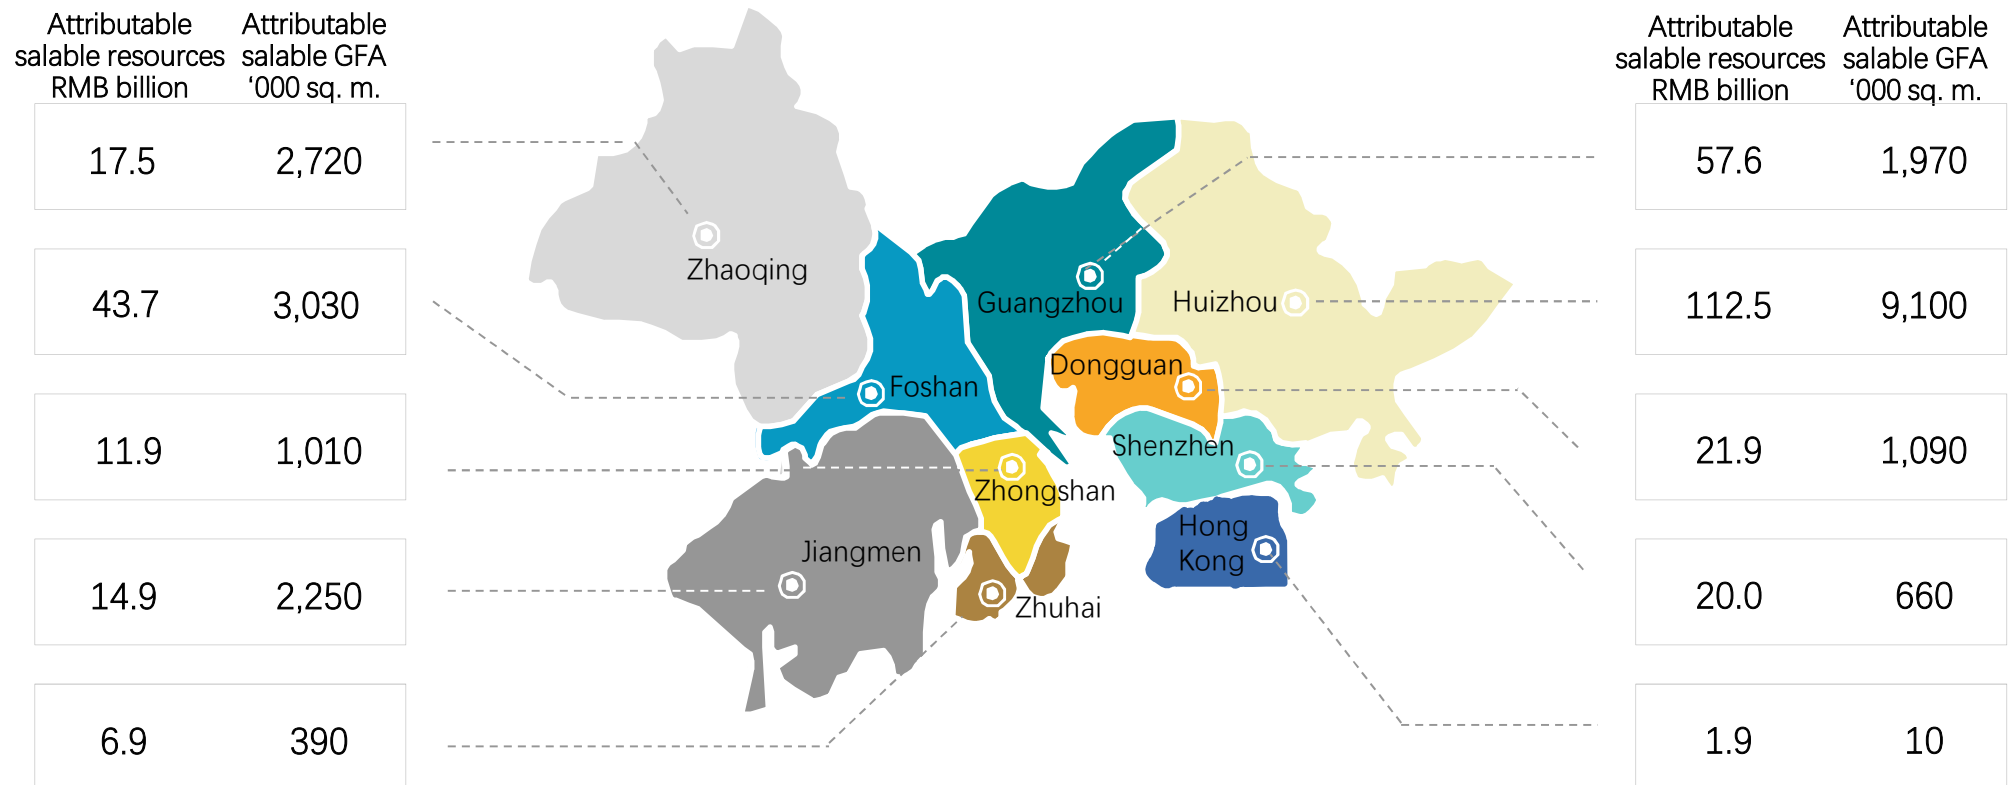 Attributable Attributable
salable resources salable GFA
RMB billion ‘000 sq. m.
17.5 2,720
43.7 3,030
11.9 1,010
14.9 2,250
6.9 390
Zhaoqing
Guangzhou
Huizhou
Dongguan
Foshan
Shenzhen
Zhongshan
Hong
Kong
Jiangmen
Zhuhai
Attributable Attributable
salable resources salable GFA
RMB billion ‘000 sq. m.
57.6 1,970
112.5 9,100
21.9 1,090
20.0 660
1.9 10